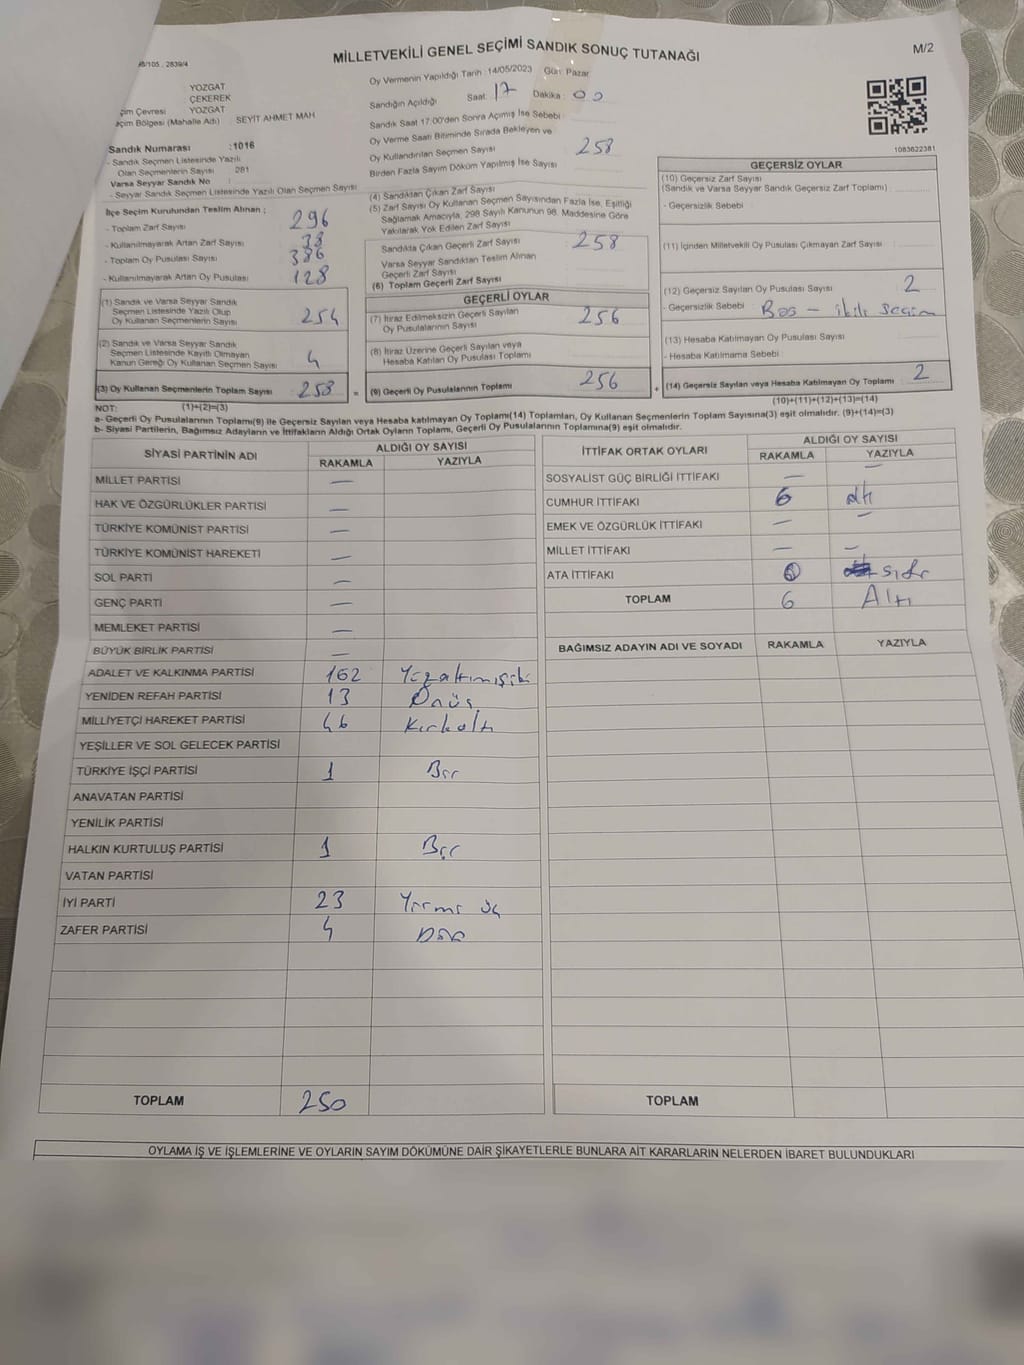 MİLLETVEKİLİ GENEL SEÇİMİ SANDIK SONUÇ TUTANAĞI
M/2
2839/4
YOZGAT
ÇEKEREK
çim Çevresi : YOZGAT
eçim Bölgesi (Mahalle Adı) : SEYİT AHMET MAH
Sandık Numarası :1016
- Sandık Seçmen Listesinde Yazılı
Olan Seçmenlerin Sayısı : 281
Varsa Seyyar Sandık No :
- Seyyar Sandık Seçmen Listesinde Yazılı Olan Seçmen Sayısı
İlçe Seçim Kurulundan Teslim Alınan ;
- Toplam Zarf Sayısı 296
- Kullanılmayarak Artan Zarf Sayısı 38
- Toplam Oy Pusulası Sayısı 386
- Kullanılmayarak Artan Oy Pusulası 128
(1) Sandık ve Varsa Seyyar Sandık
Seçmen Listesinde Yazılı Olup
Oy Kullanan Seçmenlerin Sayısı 254
(2) Sandık ve Varsa Seyyar Sandık
Seçmen Listesinde Kayıtlı Olmayan
Kanun Gereği Oy Kullanan Seçmen Sayısı 4
(3) Oy Kullanan Seçmenlerin Toplam Sayısı 258 =
(1)+(2)=(3)
Oy Vermenin Yapıldığı Tarih : 14/05/2023 Gün: Pazar
Sandığın Açıldığı Saat: 17 Dakika : 00
Sandık Saat 17:00'den Sonra Açımış İse Sebebi
Oy Verme Saati Bitiminde Sırada Bekleyen ve
Oy Kullandırılan Seçmen Sayısı 258
Birden Fazla Sayım Döküm Yapılmış İse Sayısı
(4) Sandıktan Çıkan Zarf Sayısı
(5) Zarf Sayısı Oy Kullanan Seçmen Sayısından Fazla İse, Eşitliği
Sağlamak Amacıyla, 298 Sayılı Kanunun 98. Maddesine Göre
Yakılarak Yok Edilen Zarf Sayısı
Sandıkta Çıkan Geçerli Zarf Sayısı 258
Varsa Seyyar Sandıktan Teslim Alınan
Geçerli Zarf Sayısı
(6) Toplam Geçerli Zarf Sayısı
GEÇERLİ OYLAR
(7) İtiraz Edilmeksizin Geçerli Sayılan
Oy Pusulalarının Sayısı 256
(8) İtiraz Üzerine Geçerli Sayılan veya
Hesaba Katılan Oy Pusulası Toplamı
(9) Geçerli Oy Pusulalarının Toplamı 256 +
1083622381
GEÇERSİZ OYLAR
(10) Geçersiz Zarf Sayısı
(Sandık ve Varsa Seyyar Sandık Geçersiz Zarf Toplamı)
- Geçersizlik Sebebi
(11) İçinden Milletvekili Oy Pusulası Çıkmayan Zarf Sayısı
(12) Geçersiz Sayılan Oy Pusulası Sayısı 2
- Geçersizlik Sebebi Boş - ikili seçim
(13) Hesaba Katılmayan Oy Pusulası Sayısı
- Hesaba Katılmama Sebebi
(14) Geçersiz Sayılan veya Hesaba Katılmayan Oy Toplamı 2
(10)+(11)+(12)+(13)=(14)
NOT:
a- Geçerli Oy Pusulalarının Toplamı(9) ile Geçersiz Sayılan veya Hesaba katılmayan Oy Toplamı(14) Toplamları, Oy Kullanan Seçmenlerin Toplam Sayısına(3) eşit olmalıdır. (9)+(14)=(3)
b- Siyasi Partilerin, Bağımsız Adayların ve İttifakların Aldığı Ortak Oyların Toplamı, Geçerli Oy Pusulalarının Toplamına(9) eşit olmalıdır.
SİYASİ PARTİNİN ADI ALDIĞI OY SAYISI
RAKAMLA YAZIYLA
MİLLET PARTİSİ —
HAK VE ÖZGÜRLÜKLER PARTİSİ —
TÜRKİYE KOMÜNİST PARTİSİ —
TÜRKİYE KOMÜNİST HAREKETİ —
SOL PARTİ —
GENÇ PARTİ —
MEMLEKET PARTİSİ —
BÜYÜK BİRLİK PARTİSİ —
ADALET VE KALKINMA PARTİSİ 162 Yüzaltmışiki
YENİDEN REFAH PARTİSİ 13 Onüç
MİLLİYETÇİ HAREKET PARTİSİ 46 Kırkaltı
YEŞİLLER VE SOL GELECEK PARTİSİ
TÜRKİYE İŞÇİ PARTİSİ 1 Bir
ANAVATAN PARTİSİ
YENİLİK PARTİSİ
HALKIN KURTULUŞ PARTİSİ 1 Bir
VATAN PARTİSİ
İYİ PARTİ 23 Yirmi üç
ZAFER PARTİSİ 4 Dört
TOPLAM 250
İTTİFAK ORTAK OYLARI ALDIĞI OY SAYISI
RAKAMLA YAZIYLA
SOSYALİST GÜÇ BİRLİĞİ İTTİFAKI — —
CUMHUR İTTİFAKI 6 altı
EMEK VE ÖZGÜRLÜK İTTİFAKI — —
MİLLET İTTİFAKI — —
ATA İTTİFAKI 0 sıfır
TOPLAM 6 Altı
BAĞIMSIZ ADAYIN ADI VE SOYADI RAKAMLA YAZIYLA
TOPLAM
OYLAMA İŞ VE İŞLEMLERİNE VE OYLARIN SAYIM DÖKÜMÜNE DAİR ŞİKAYETLERLE BUNLARA AİT KARARLARIN NELERDEN İBARET BULUNDUKLARI